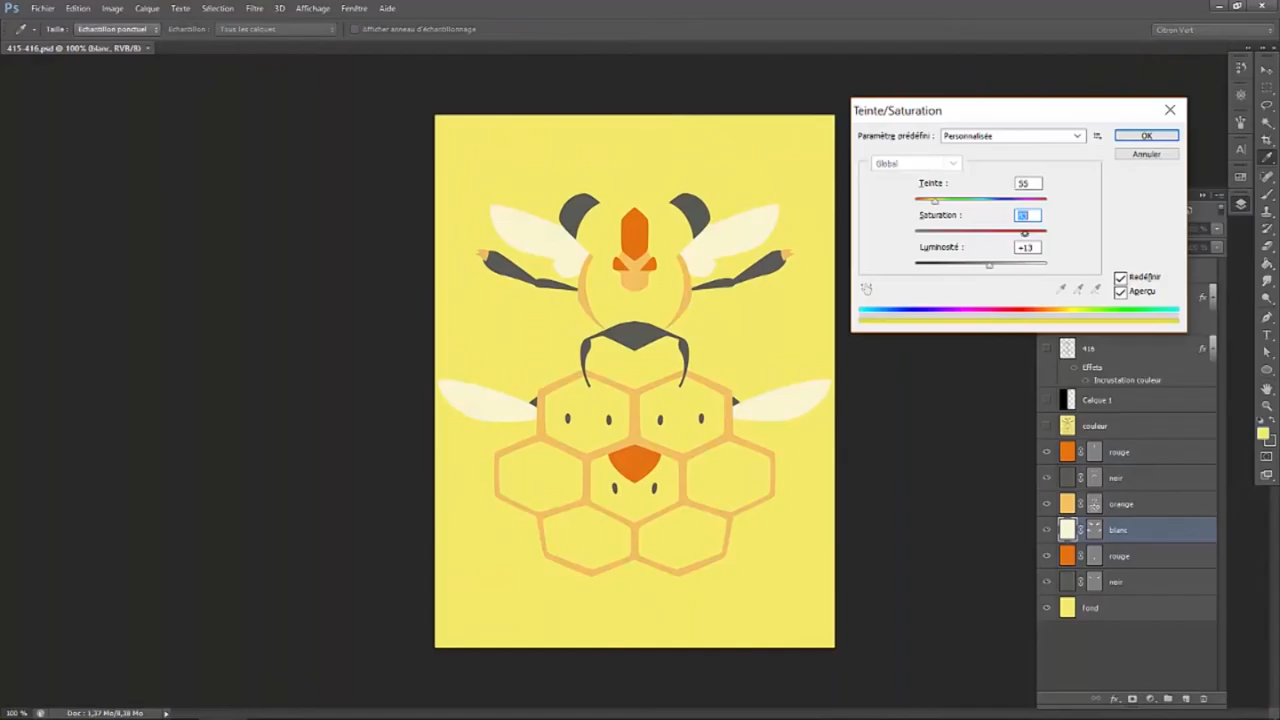 Ps Fichier Edition Image Calque Texte Sélection Filtre 3D Affichage Fenêtre Aide
Taille : Echantillon ponctuel Echantillon : Tous les calques Afficher anneau d'échantillonnage Citron Vert
415-416.psd @ 100% (blanc, RVB/8)
Teinte/Saturation
Paramètre prédéfini : Personnalisée OK
Global Annuler
Teinte : 55
Saturation :
Luminosité : +13
Redéfinir
Aperçu
416 fx
Effets
Incrustation couleur
Calque 1
couleur
rouge
noir
orange
blanc
rouge
noir
fond
100 % Doc : 1,37 Mo/8,38 Mo